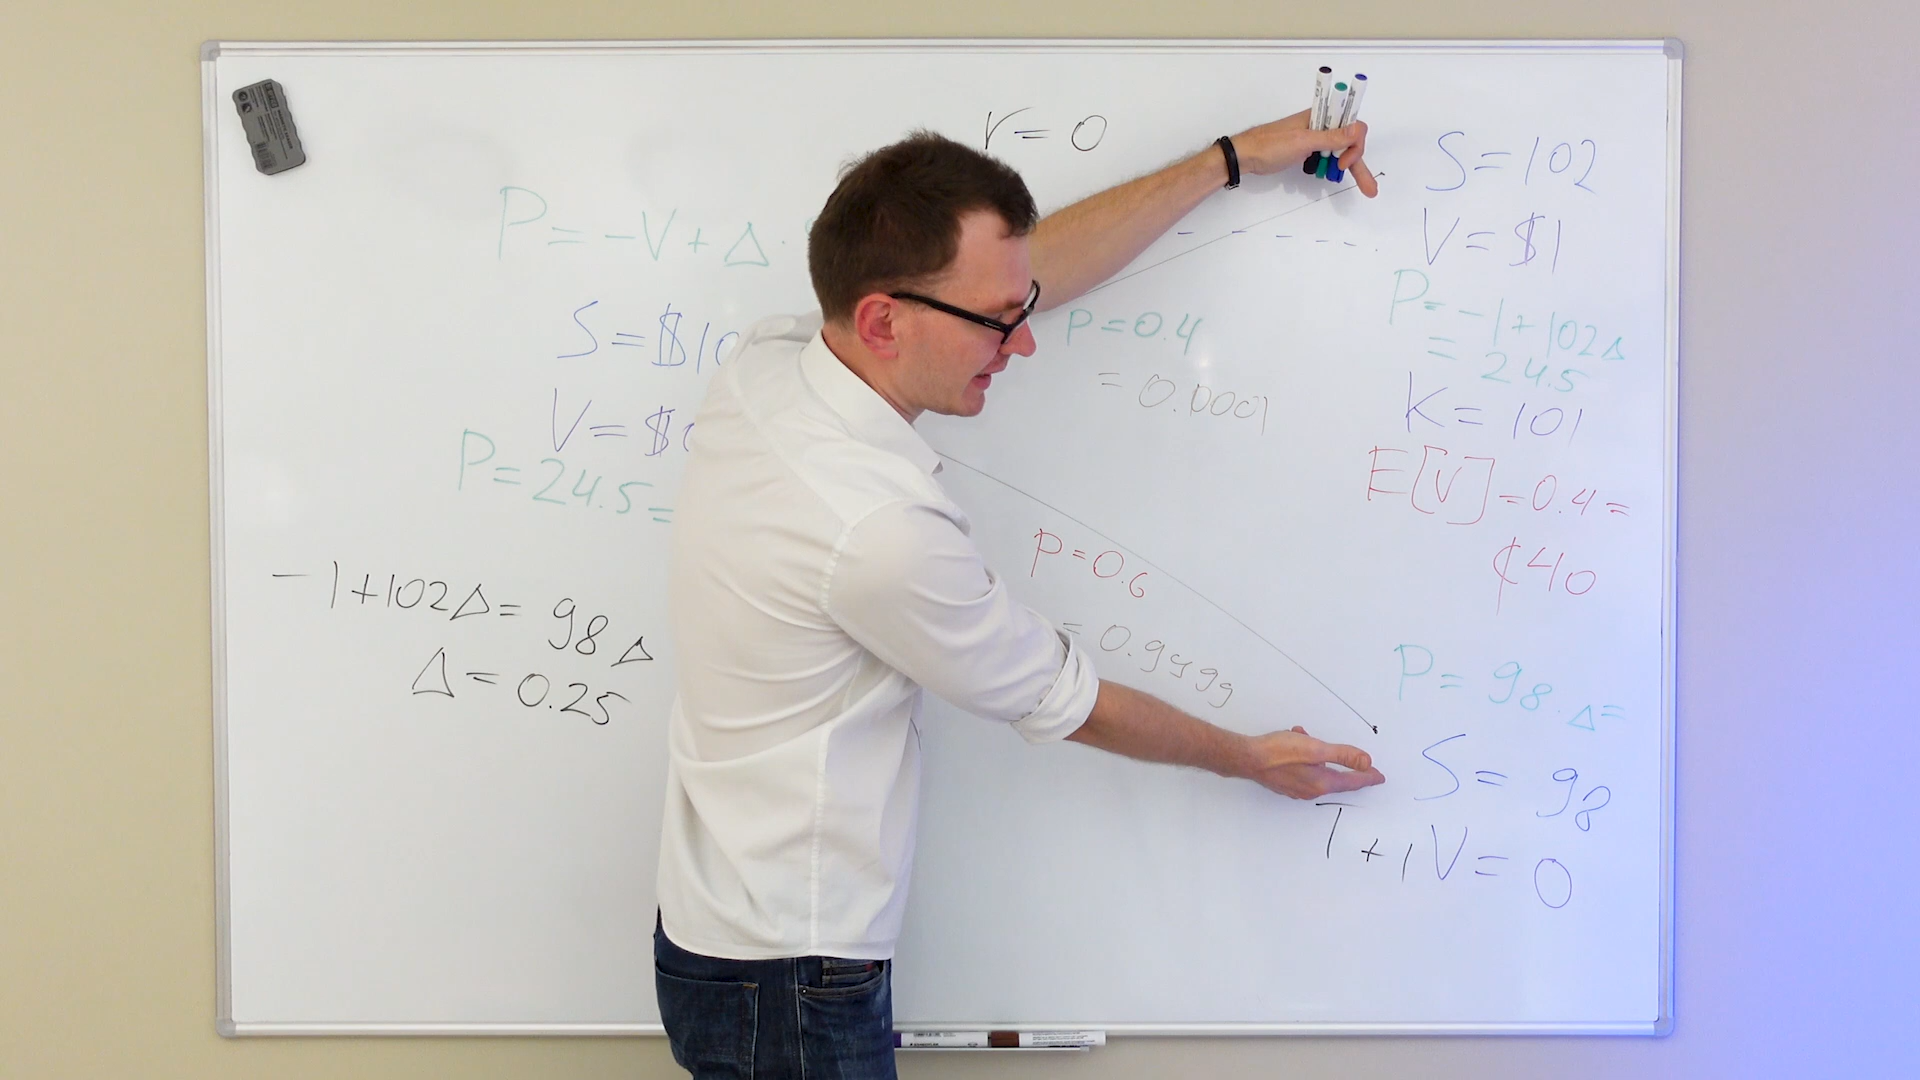 r = 0
P = -V + Δ ·
S = $10
V = $0
P = 24.5 =
-1+102Δ = 98Δ
Δ = 0.25
P = 0.4
= 0.0001
P = 0.6
= 0.9999
S = 102
V = $1
P = -1+102Δ
= 24.5
K = 101
E[V] = 0.4 =
¢40
P = 98·Δ =
S = 98
T+1 V = 0